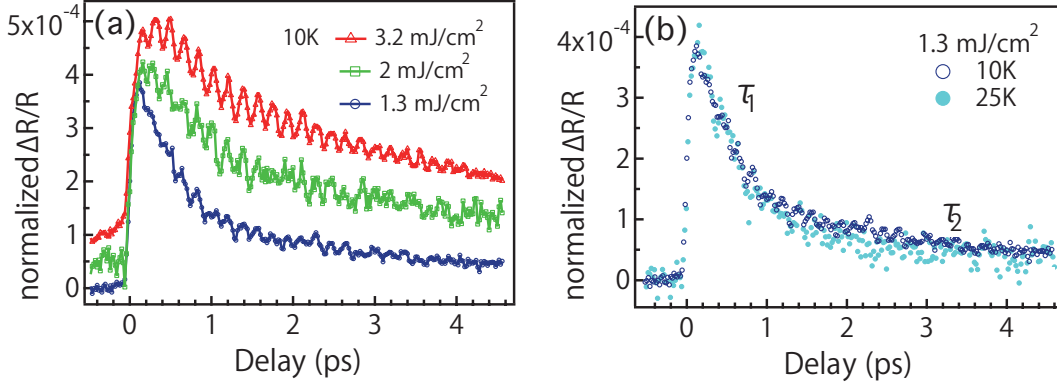 (a)
10K
3.2 mJ/cm²
2 mJ/cm²
1.3 mJ/cm²
normalized ΔR/R
5x10⁻⁴
4
3
2
1
0
0
1
2
3
4
Delay (ps)
(b)
1.3 mJ/cm²
10K
25K
τ₁
τ₂
normalized ΔR/R
4x10⁻⁴
3
2
1
0
0
1
2
3
4
Delay (ps)